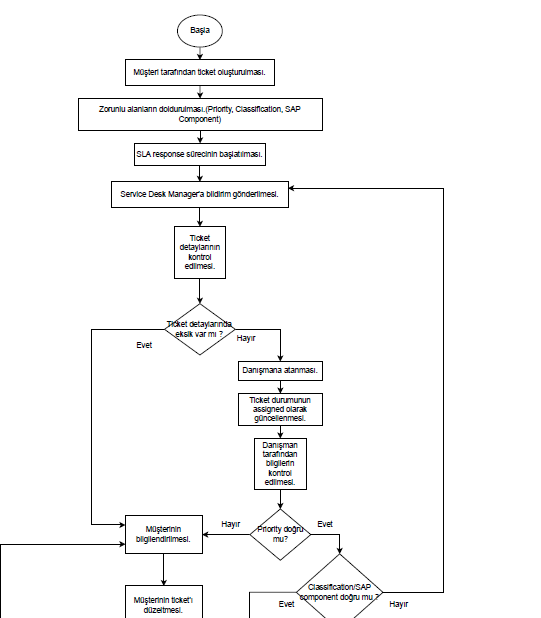 Başla
Müşteri tarafından ticket oluşturulması.
Zorunlu alanların doldurulması.(Priority, Classification, SAP
Component)
SLA response sürecinin başlatılması.
Service Desk Manager'a bildirim gönderilmesi.
Ticket
detaylarının
kontrol
edilmesi.
Ticket detaylarında
eksik var mı ?
Evet
Hayır
Danışmana atanması.
Ticket durumunun
assigned olarak
güncellenmesi.
Danışman
tarafından
bilgilerin
kontrol
edilmesi.
Müşterinin
bilgilendirilmesi.
Hayır
Priority doğru
mu?
Evet
Müşterinin ticket'ı
düzeltmesi.
Classification/SAP
component doğru mu ?
Evet
Hayır